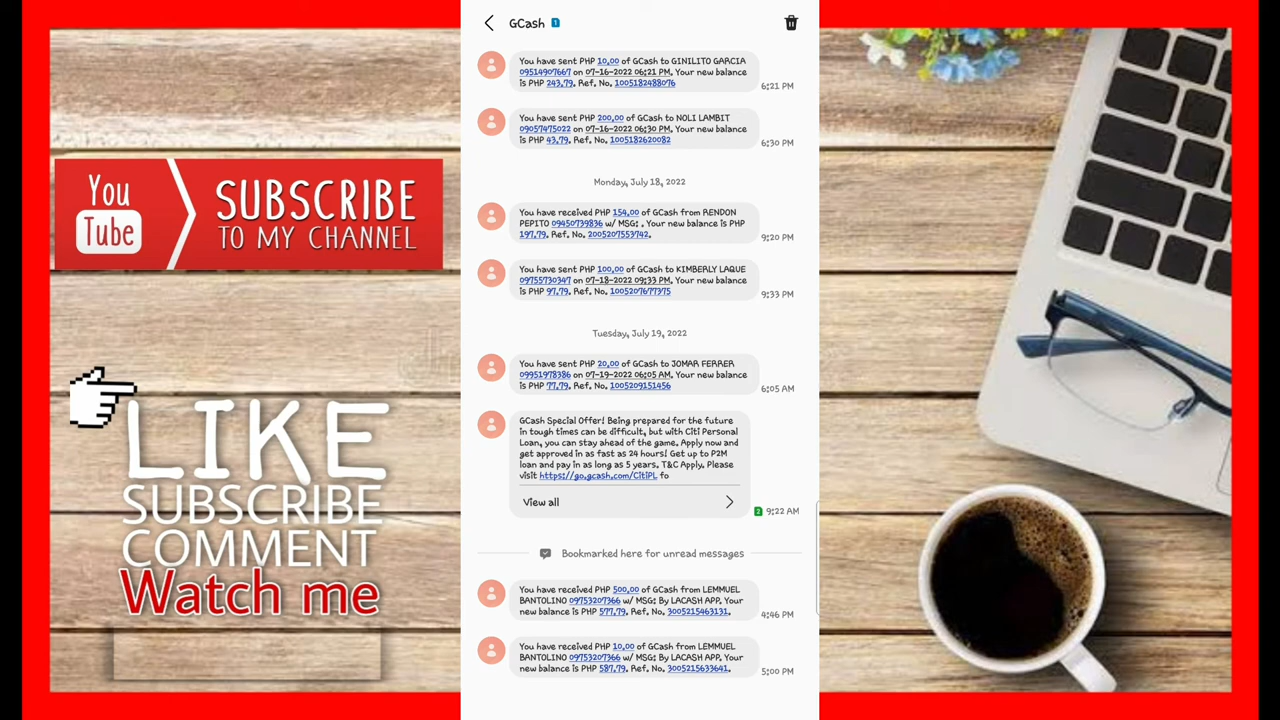 GCash 1
You have sent PHP 10.00 of GCash to GINILITO GARCIA
09514907667 on 07-16-2022 06:21 PM. Your new balance
is PHP 243.79. Ref. No. 1005182488076
6:21 PM
You have sent PHP 200.00 of GCash to NOLI LAMBIT
09057475022 on 07-16-2022 06:30 PM. Your new balance
is PHP 43.79. Ref. No. 1005182620082
6:30 PM
Monday, July 18, 2022
You have received PHP 154.00 of GCash from RENDON
PEPITO 09450739836 w/ MSG: . Your new balance is PHP
197.79. Ref. No. 2005207553742.
9:20 PM
You have sent PHP 100.00 of GCash to KIMBERLY LAQUE
09755730347 on 07-18-2022 09:33 PM. Your new balance
is PHP 97.79. Ref. No. 1005207677375
9:33 PM
Tuesday, July 19, 2022
You have sent PHP 20.00 of GCash to JOMAR FERRER
09951978386 on 07-19-2022 06:05 AM. Your new balance
is PHP 77.79. Ref. No. 1005209151456
6:05 AM
GCash Special Offer! Being prepared for the future
in tough times can be difficult, but with Citi Personal
Loan, you can stay ahead of the game. Apply now and
get approved in as fast as 24 hours! Get up to P2M
loan and pay in as long as 5 years. T&C Apply. Please
visit https://go.gcash.com/CitiPL fo
View all
2 9:22 AM
Bookmarked here for unread messages
You have received PHP 500.00 of GCash from LEMMUEL
BANTOLINO 09753207366 w/ MSG: By LACASH APP. Your
new balance is PHP 577.79. Ref. No. 3005215463131.
4:46 PM
You have received PHP 10.00 of GCash from LEMMUEL
BANTOLINO 09753207366 w/ MSG: By LACASH APP. Your
new balance is PHP 587.79. Ref. No. 3005215633641.
5:00 PM
You
Tube
SUBSCRIBE
TO MY CHANNEL
LIKE
SUBSCRIBE
COMMENT
Watch me